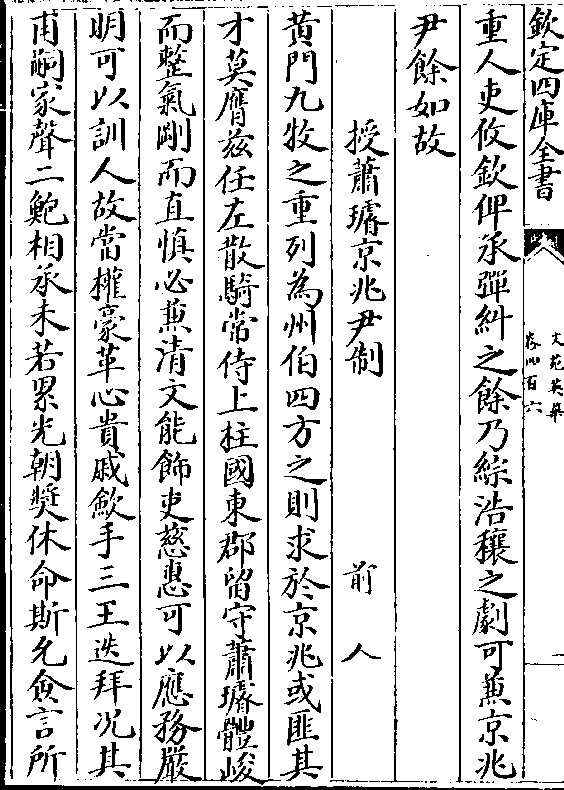 欽定四庫全書
文苑英華
卷四百六
一
重人吏攸欽俾承彈糾之餘乃綜浩穰之劇可兼京兆
尹餘如故
授蕭璿京兆尹制　前人
黄門九牧之重列為州伯四方之則求於京兆或匪其
才莫膺茲任左散騎常侍上柱國東郡留守蕭璿體峻
而整氣剛而直慎必兼清文能飾吏慈惠可以應務嚴
明可以訓人故當權豪革心貴戚歛手三王迭拜况其
甫嗣家聲二鮑相承未若累光朝奬休命斯允僉言所